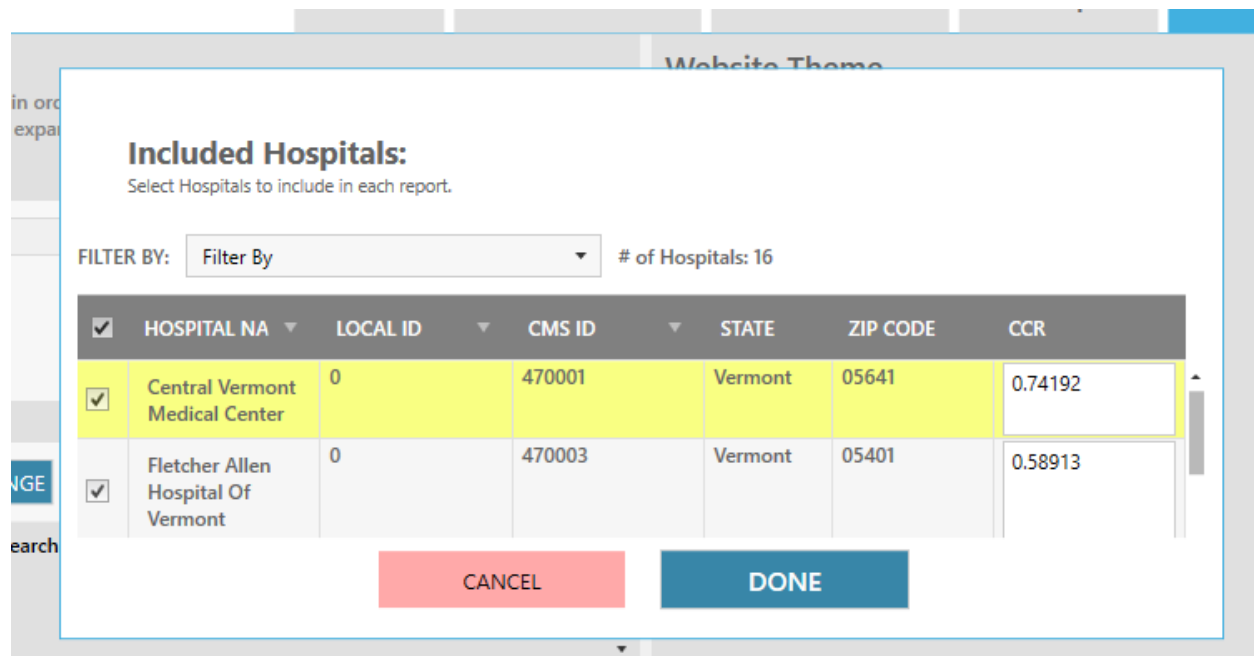 Website Theme
in
Included Hospitals:
Select Hospitals to include in each report.
FILTER BY: Filter By # of Hospitals: 16
HOSPITAL NA LOCAL ID CMS ID STATE ZIP CODE CCR
Central Vermont
Medical Center
0 470001 Vermont 05641 0.74192
Fletcher Allen
Hospital Of
Vermont
0 470003 Vermont 05401 0.58913
NGE
earch
CANCEL DONE